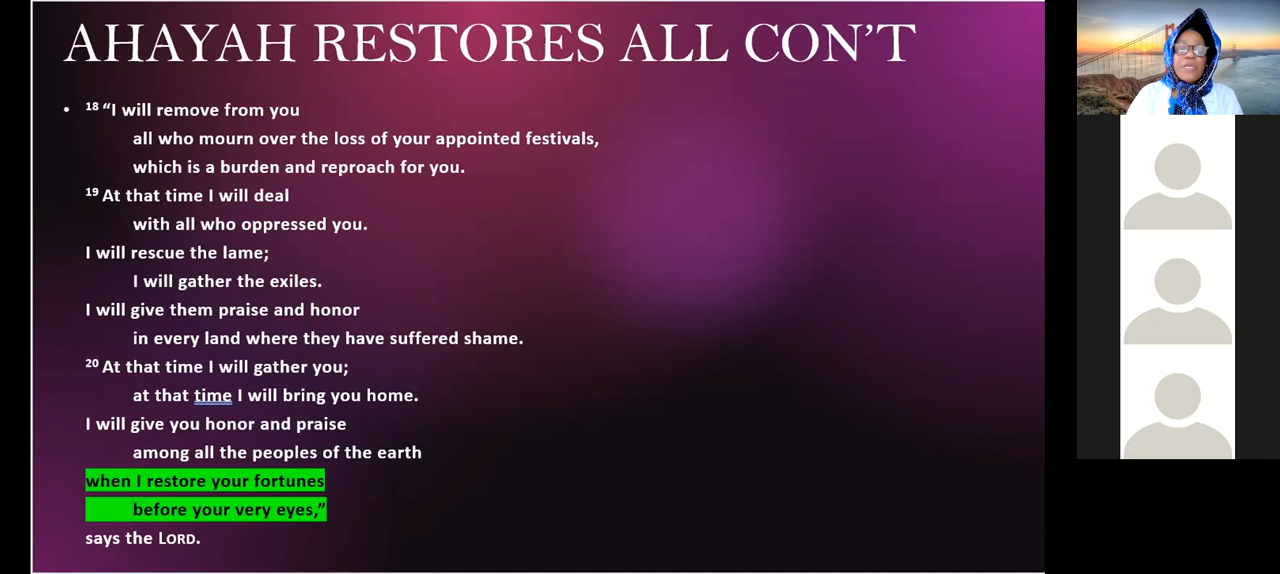 AHAYAH RESTORES ALL CON’T
• 18 “I will remove from you
all who mourn over the loss of your appointed festivals,
which is a burden and reproach for you.
19 At that time I will deal
with all who oppressed you.
I will rescue the lame;
I will gather the exiles.
I will give them praise and honor
in every land where they have suffered shame.
20 At that time I will gather you;
at that time I will bring you home.
I will give you honor and praise
among all the peoples of the earth
when I restore your fortunes
before your very eyes,”
says the LORD.